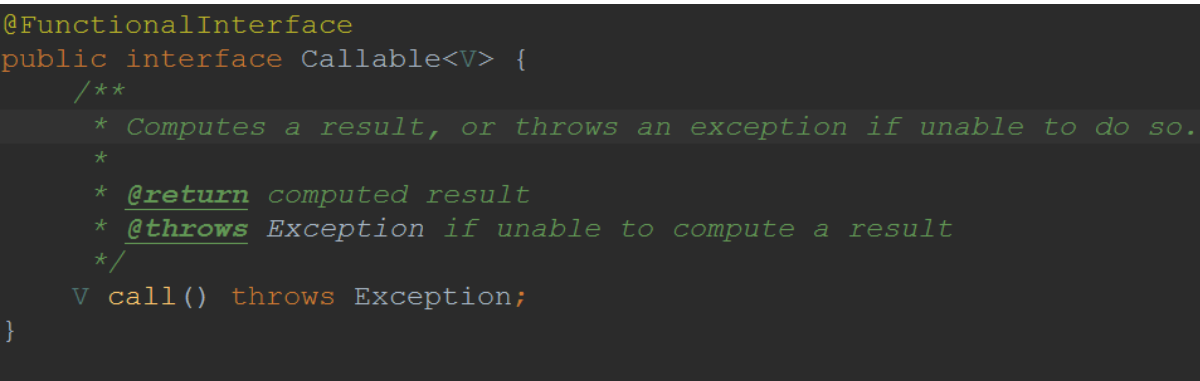 @FunctionalInterface
public interface Callable<V> {
    /**
     * Computes a result, or throws an exception if unable to do so.
     *
     * @return computed result
     * @throws Exception if unable to compute a result
     */
    V call() throws Exception;
}